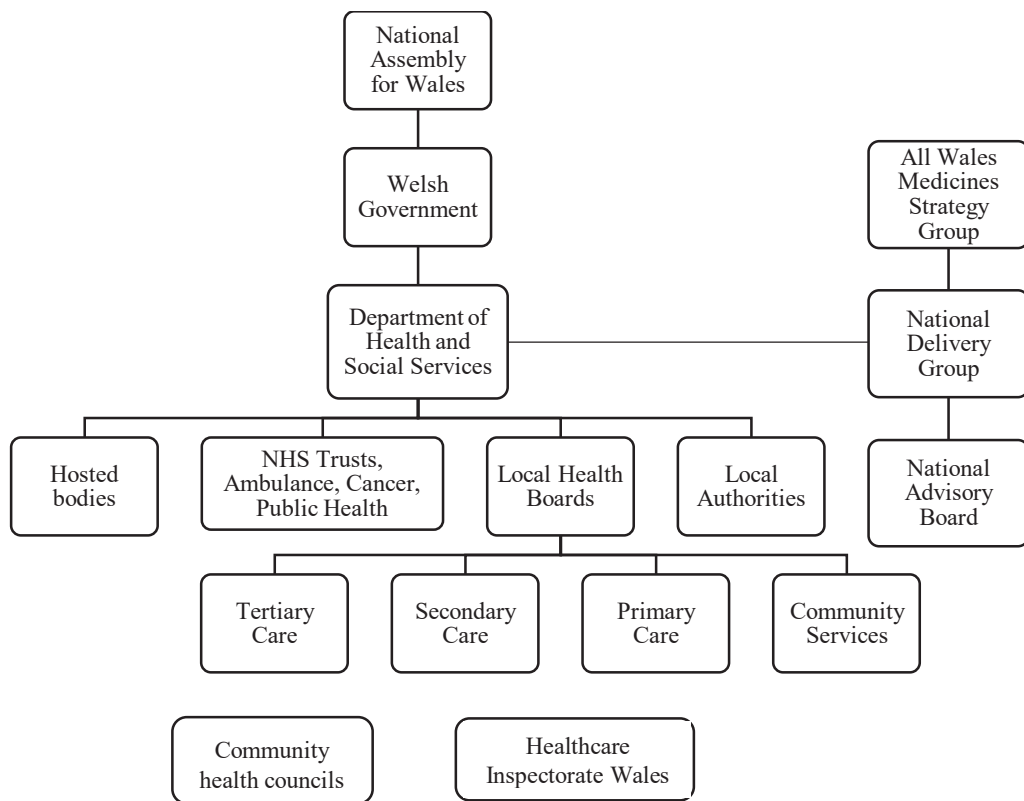 National
Assembly
for Wales
Welsh
Government
All Wales
Medicines
Strategy
Group
Department of
Health and
Social Services
National
Delivery
Group
Hosted
bodies
NHS Trusts,
Ambulance, Cancer,
Public Health
Local Health
Boards
Local
Authorities
National
Advisory
Board
Tertiary
Care
Secondary
Care
Primary
Care
Community
Services
Community
health councils
Healthcare
Inspectorate Wales